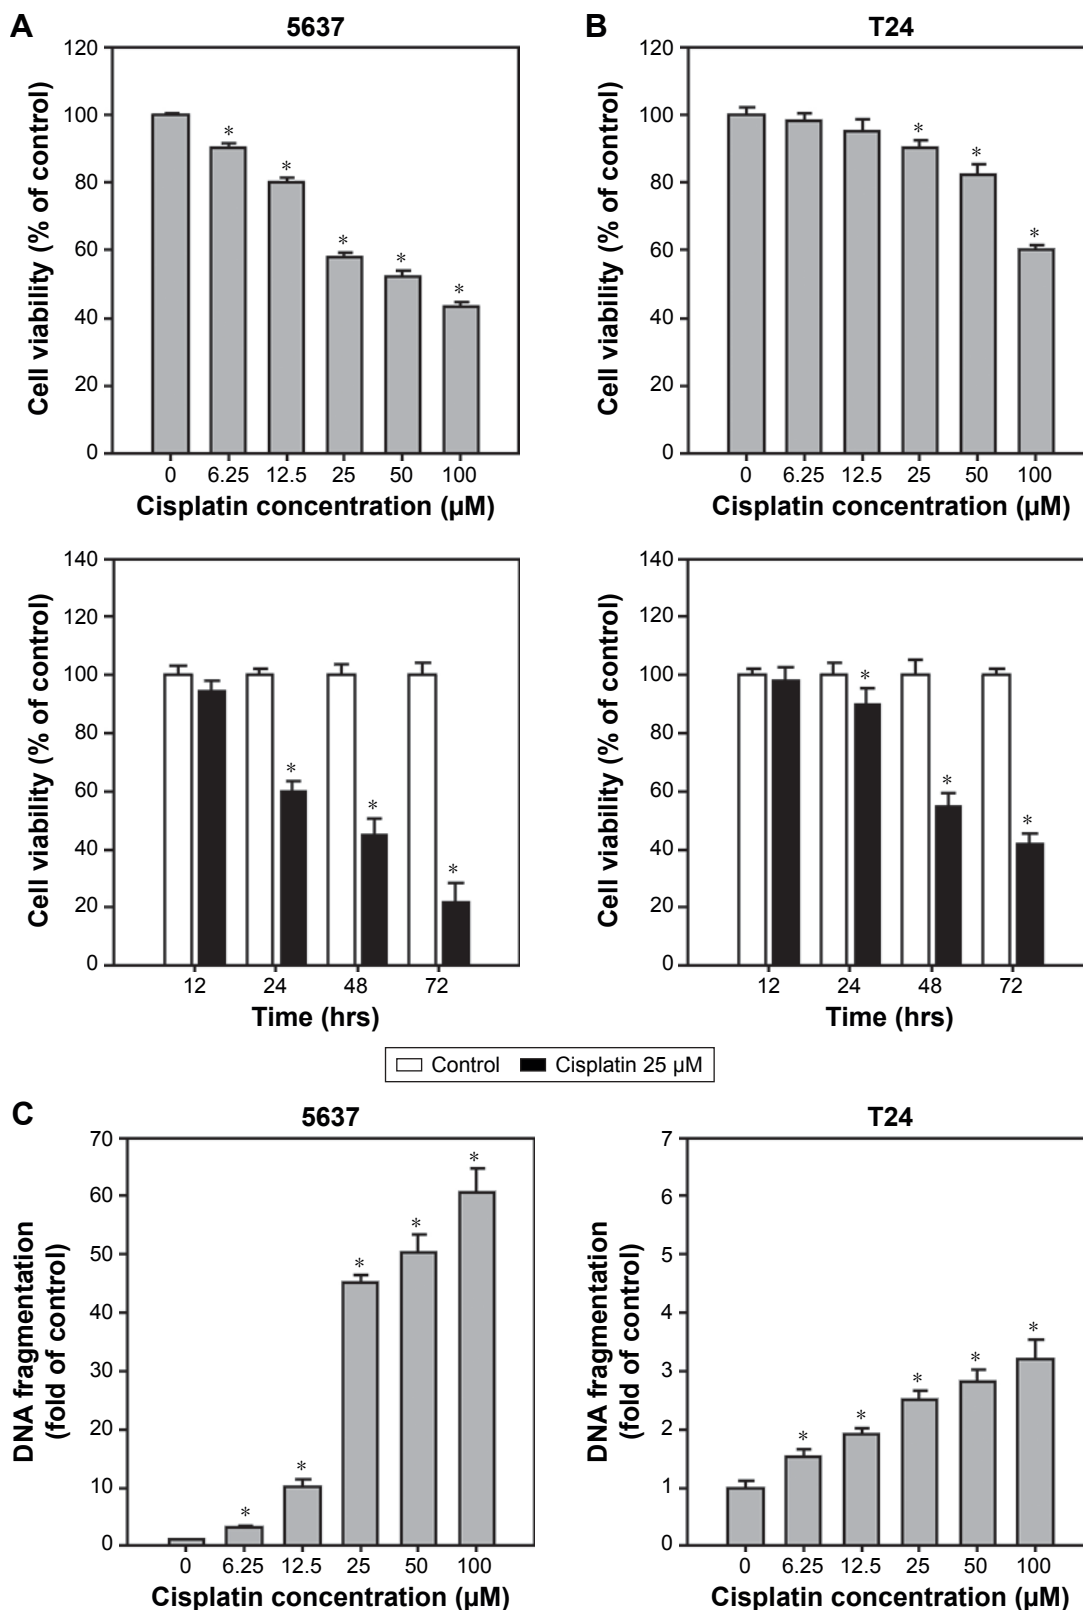 A
5637
120
100
80
60
40
20
0
Cell viability (% of control)
* * * * *
0 6.25 12.5 25 50 100
Cisplatin concentration (µM)
B
T24
120
100
80
60
40
20
0
Cell viability (% of control)
* * *
0 6.25 12.5 25 50 100
Cisplatin concentration (µM)
140
120
100
80
60
40
20
0
Cell viability (% of control)
* * *
12 24 48 72
Time (hrs)
140
120
100
80
60
40
20
0
Cell viability (% of control)
* * *
12 24 48 72
Time (hrs)
Control Cisplatin 25 µM
C
5637
70
60
50
40
30
20
10
0
DNA fragmentation
(fold of control)
* * * * *
0 6.25 12.5 25 50 100
Cisplatin concentration (µM)
T24
7
6
5
4
3
2
1
0
DNA fragmentation
(fold of control)
* * * * *
0 6.25 12.5 25 50 100
Cisplatin concentration (µM)